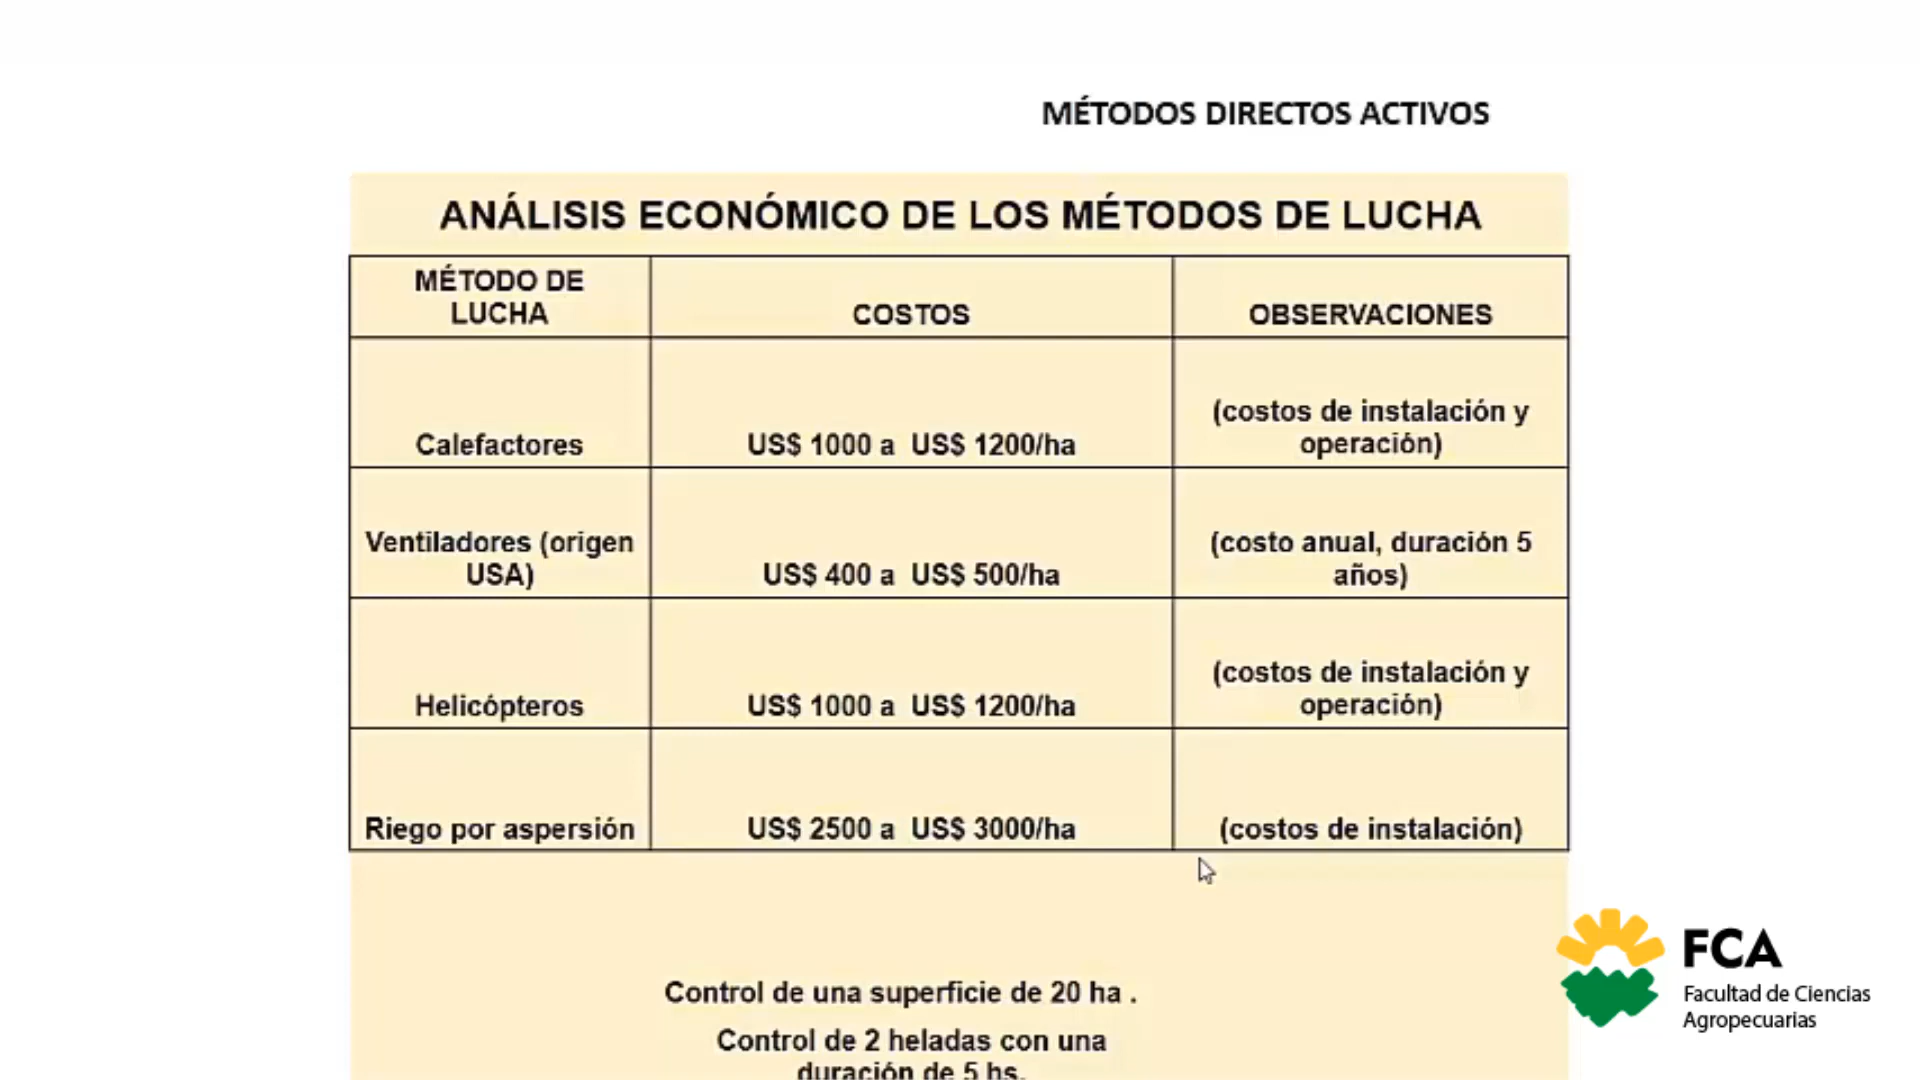 MÉTODOS DIRECTOS ACTIVOS
ANÁLISIS ECONÓMICO DE LOS MÉTODOS DE LUCHA
MÉTODO DE
LUCHA
COSTOS
OBSERVACIONES
Calefactores
US$ 1000 a US$ 1200/ha
(costos de instalación y
operación)
Ventiladores (origen
USA)
US$ 400 a US$ 500/ha
(costo anual, duración 5
años)
Helicópteros
US$ 1000 a US$ 1200/ha
(costos de instalación y
operación)
Riego por aspersión
US$ 2500 a US$ 3000/ha
(costos de instalación)
Control de una superficie de 20 ha .
Control de 2 heladas con una
duración de 5 hs.
FCA
Facultad de Ciencias
Agropecuarias